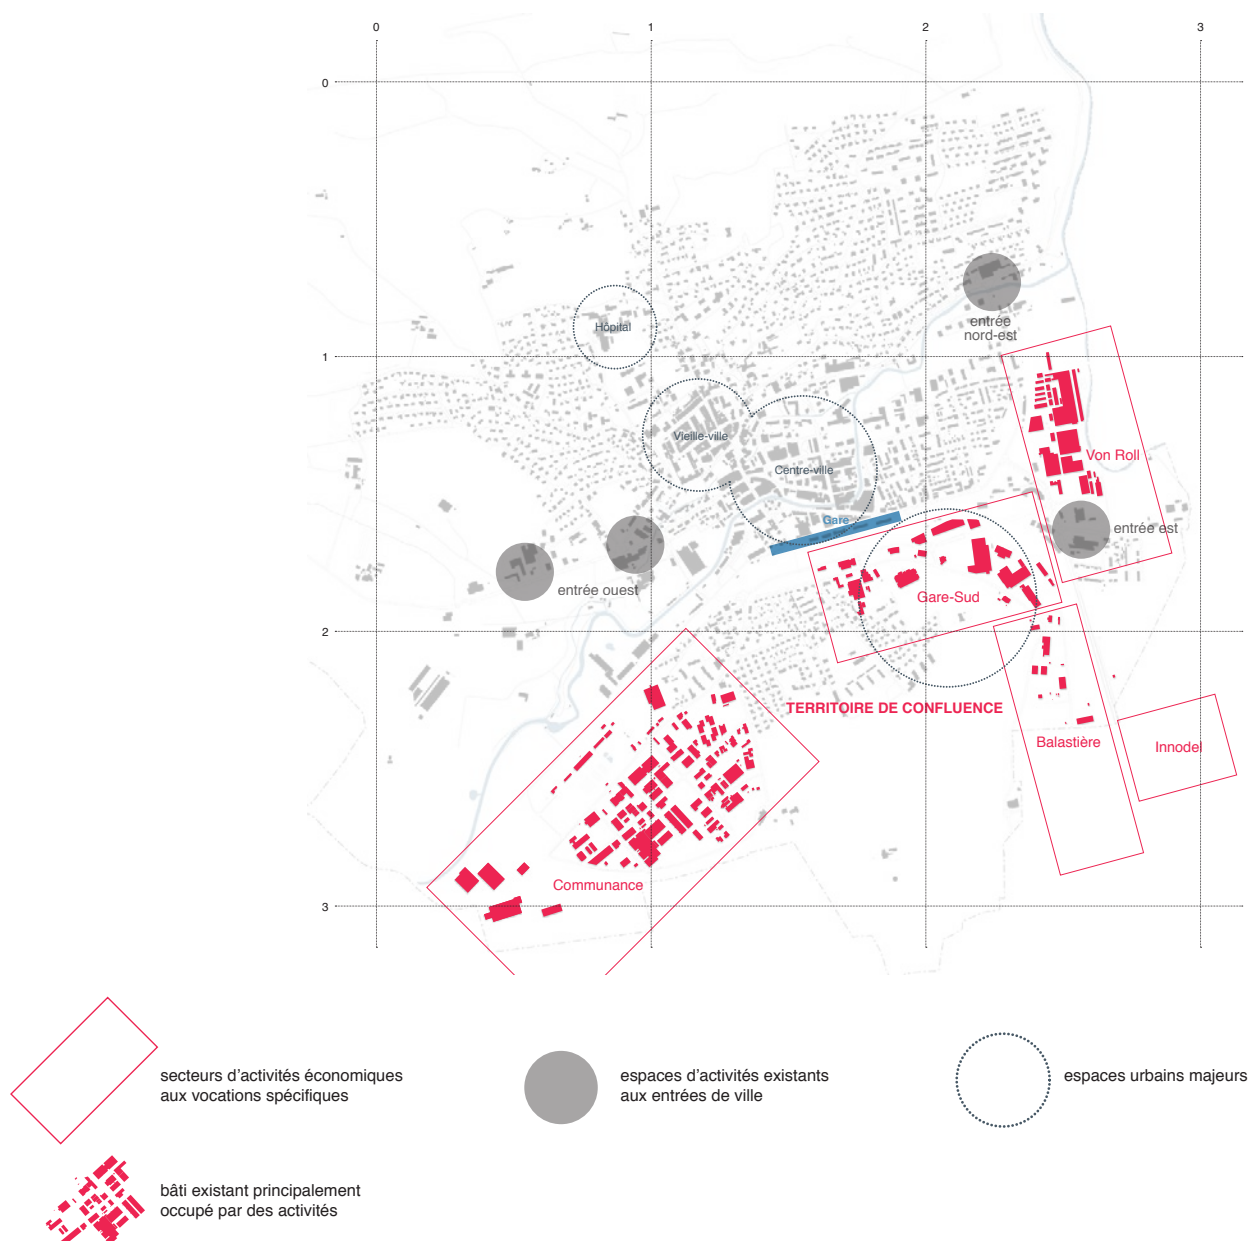 0
1
2
3
0
1
2
3
Hôpital
entrée
nord-est
Vieille-ville
Centre-ville
Von Roll
Gare
entrée est
entrée ouest
Gare-Sud
TERRITOIRE DE CONFLUENCE
Balastière
Innodel
Communance
secteurs d'activités économiques
aux vocations spécifiques
espaces d'activités existants
aux entrées de ville
espaces urbains majeurs
bâti existant principalement
occupé par des activités